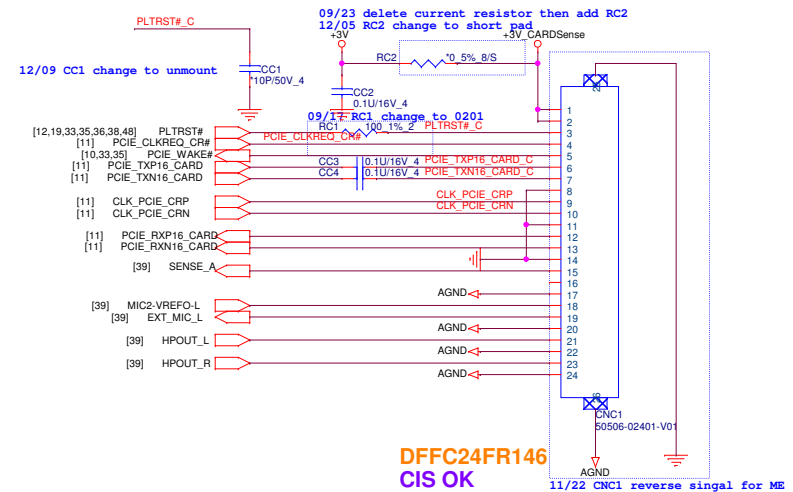 09/23 delete current resistor then add RC2
12/05 RC2 change to short pad
PLTRST#_C
+3V
+3V_CARDSense
RC2
*0_5%_8/S
12/09 CC1 change to unmount
CC1
*10P/50V_4
CC2
0.1U/16V_4
09/17 RC1 change to 0201
[12,19,33,35,36,38,48] PLTRST#
RC1 100_1%_2 PLTRST#_C
[11] PCIE_CLKREQ_CR# PCIE_CLKREQ_CR#
[10,33,35] PCIE_WAKE#
[11] PCIE_TXP16_CARD CC3 0.1U/16V_4 PCIE_TXP16_CARD_C
[11] PCIE_TXN16_CARD CC4 0.1U/16V_4 PCIE_TXN16_CARD_C
[11] CLK_PCIE_CRP CLK_PCIE_CRP
[11] CLK_PCIE_CRN CLK_PCIE_CRN
[11] PCIE_RXP16_CARD
[11] PCIE_RXN16_CARD
[39] SENSE_A
AGND
[39] MIC2-VREFO-L
[39] EXT_MIC_L
AGND
[39] HPOUT_L
AGND
[39] HPOUT_R
AGND
1
2
3
4
5
6
7
8
9
10
11
12
13
14
15
16
17
18
19
20
21
22
23
24
CNC1
50506-02401-V01
AGND
DFFC24FR146
CIS OK
11/22 CNC1 reverse singal for ME